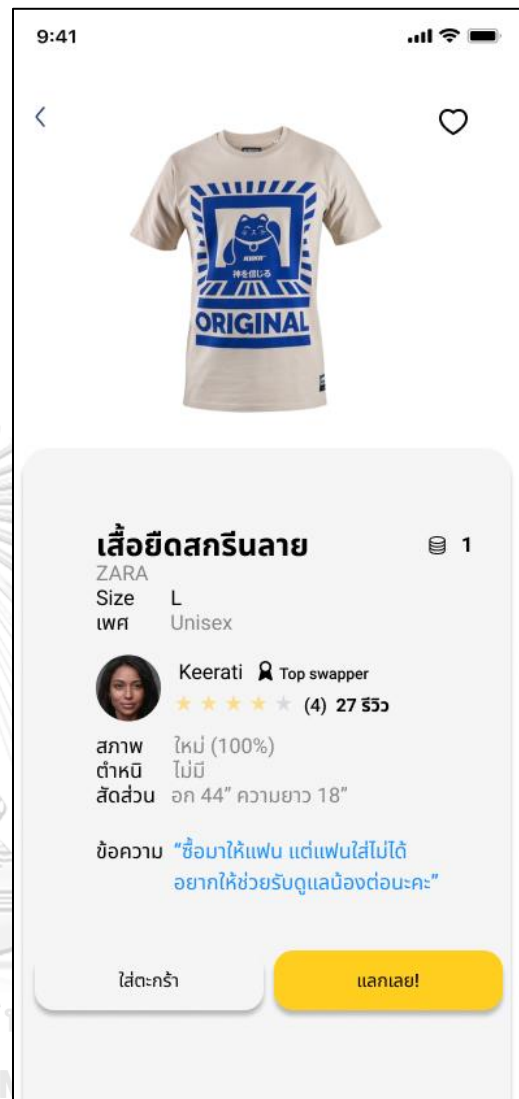 9:41
神を信じる
ORIGINAL
เสื้อยืดสกรีนลาย 1
ZARA
Size L
เพศ Unisex
Keerati Top swapper
(4) 27 รีวิว
สภาพ ใหม่ (100%)
ตำหนิ ไม่มี
สัดส่วน อก 44” ความยาว 18”
ข้อความ “ซื้อมาให้แฟน แต่แฟนใส่ไม่ได้
อยากให้ช่วยรับดูแลน้องต่อนะคะ”
ใส่ตะกร้า แลกเลย!